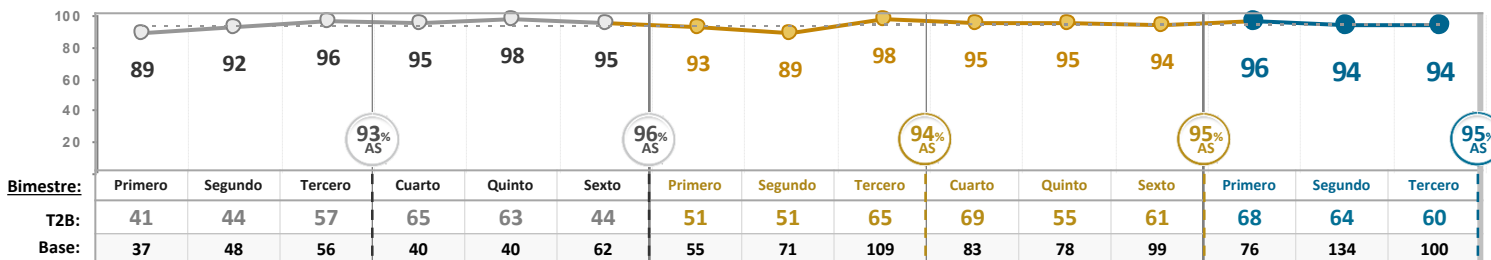 100
80
60
40
20
89 92 96 95 98 95 93 89 98 95 95 94 96 94 94
93% AS 96% AS 94% AS 95% AS 95% AS
Bimestre: Primero Segundo Tercero Cuarto Quinto Sexto Primero Segundo Tercero Cuarto Quinto Sexto Primero Segundo Tercero
T2B: 41 44 57 65 63 44 51 51 65 69 55 61 68 64 60
Base: 37 48 56 40 40 62 55 71 109 83 78 99 76 134 100